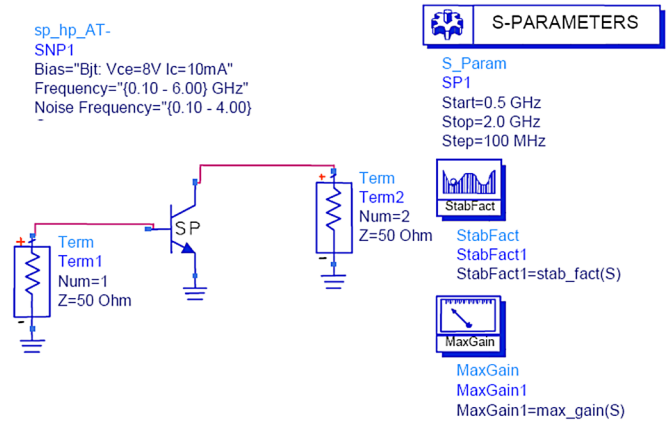 sp_hp_AT-
SNP1
Bias="Bjt: Vce=8V Ic=10mA"
Frequency="{0.10 - 6.00} GHz"
Noise Frequency="{0.10 - 4.00}
S-PARAMETERS
S_Param
SP1
Start=0.5 GHz
Stop=2.0 GHz
Step=100 MHz
StabFact
StabFact
StabFact1
StabFact1=stab_fact(S)
MaxGain
MaxGain
MaxGain1
MaxGain1=max_gain(S)
SP
+
Term
Term2
Num=2
Z=50 Ohm
-
+
Term
Term1
Num=1
Z=50 Ohm
-